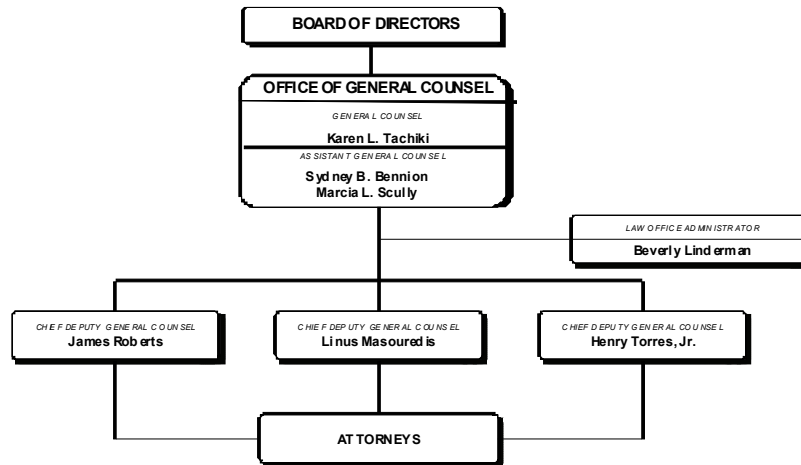 BOARD OF DIRECTORS
OFFICE OF GENERAL COUNSEL
GENERAL COUNSEL
Karen L. Tachiki
ASSISTANT GENERAL COUNSEL
Sydney B. Bennion
Marcia L. Scully
LAW OFFICE ADMINISTRATOR
Beverly Linderman
CHIEF DEPUTY GENERAL COUNSEL
James Roberts
CHIEF DEPUTY GENERAL COUNSEL
Linus Masouredis
CHIEF DEPUTY GENERAL COUNSEL
Henry Torres, Jr.
ATTORNEYS